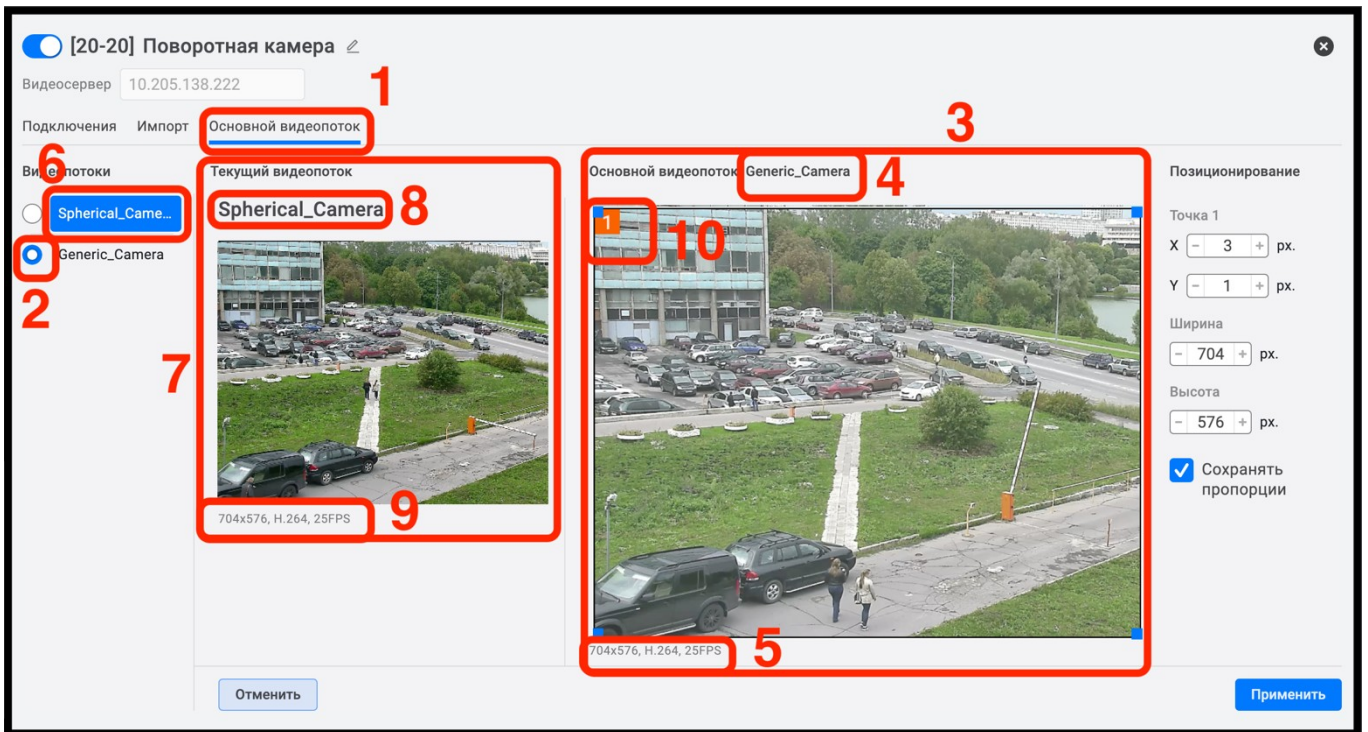 [20-20] Поворотная камера
Видеосервер 10.205.138.222
1
Подключения Импорт Основной видеопоток
3
6
Видеопотоки
Текущий видеопоток
Основной видеопоток Generic_Camera
4
Позиционирование
Spherical_Came...
Spherical_Camera
8
1
10
Точка 1
X - 3 + px.
Generic_Camera
2
Y - 1 + px.
7
Ширина
- 704 + px.
Высота
- 576 + px.
Сохранять
пропорции
704x576, H.264, 25FPS
9
704x576, H.264, 25FPS
5
Отменить
Применить